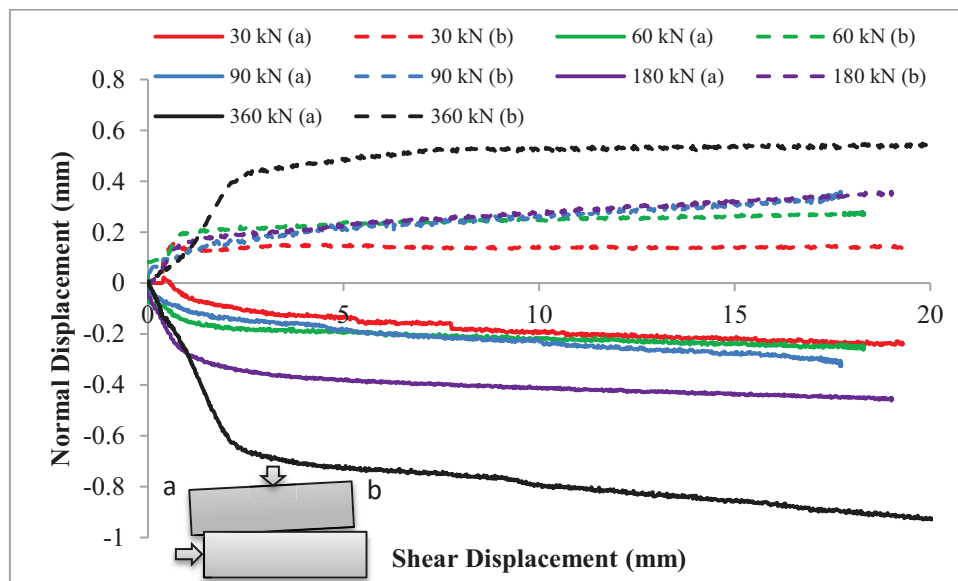 30 kN (a) 30 kN (b) 60 kN (a) 60 kN (b)
90 kN (a) 90 kN (b) 180 kN (a) 180 kN (b)
360 kN (a) 360 kN (b)
0.8
0.6
0.4
0.2
0
-0.2
-0.4
-0.6
-0.8
-1
0 5 10 15 20
Normal Displacement (mm)
a b
Shear Displacement (mm)